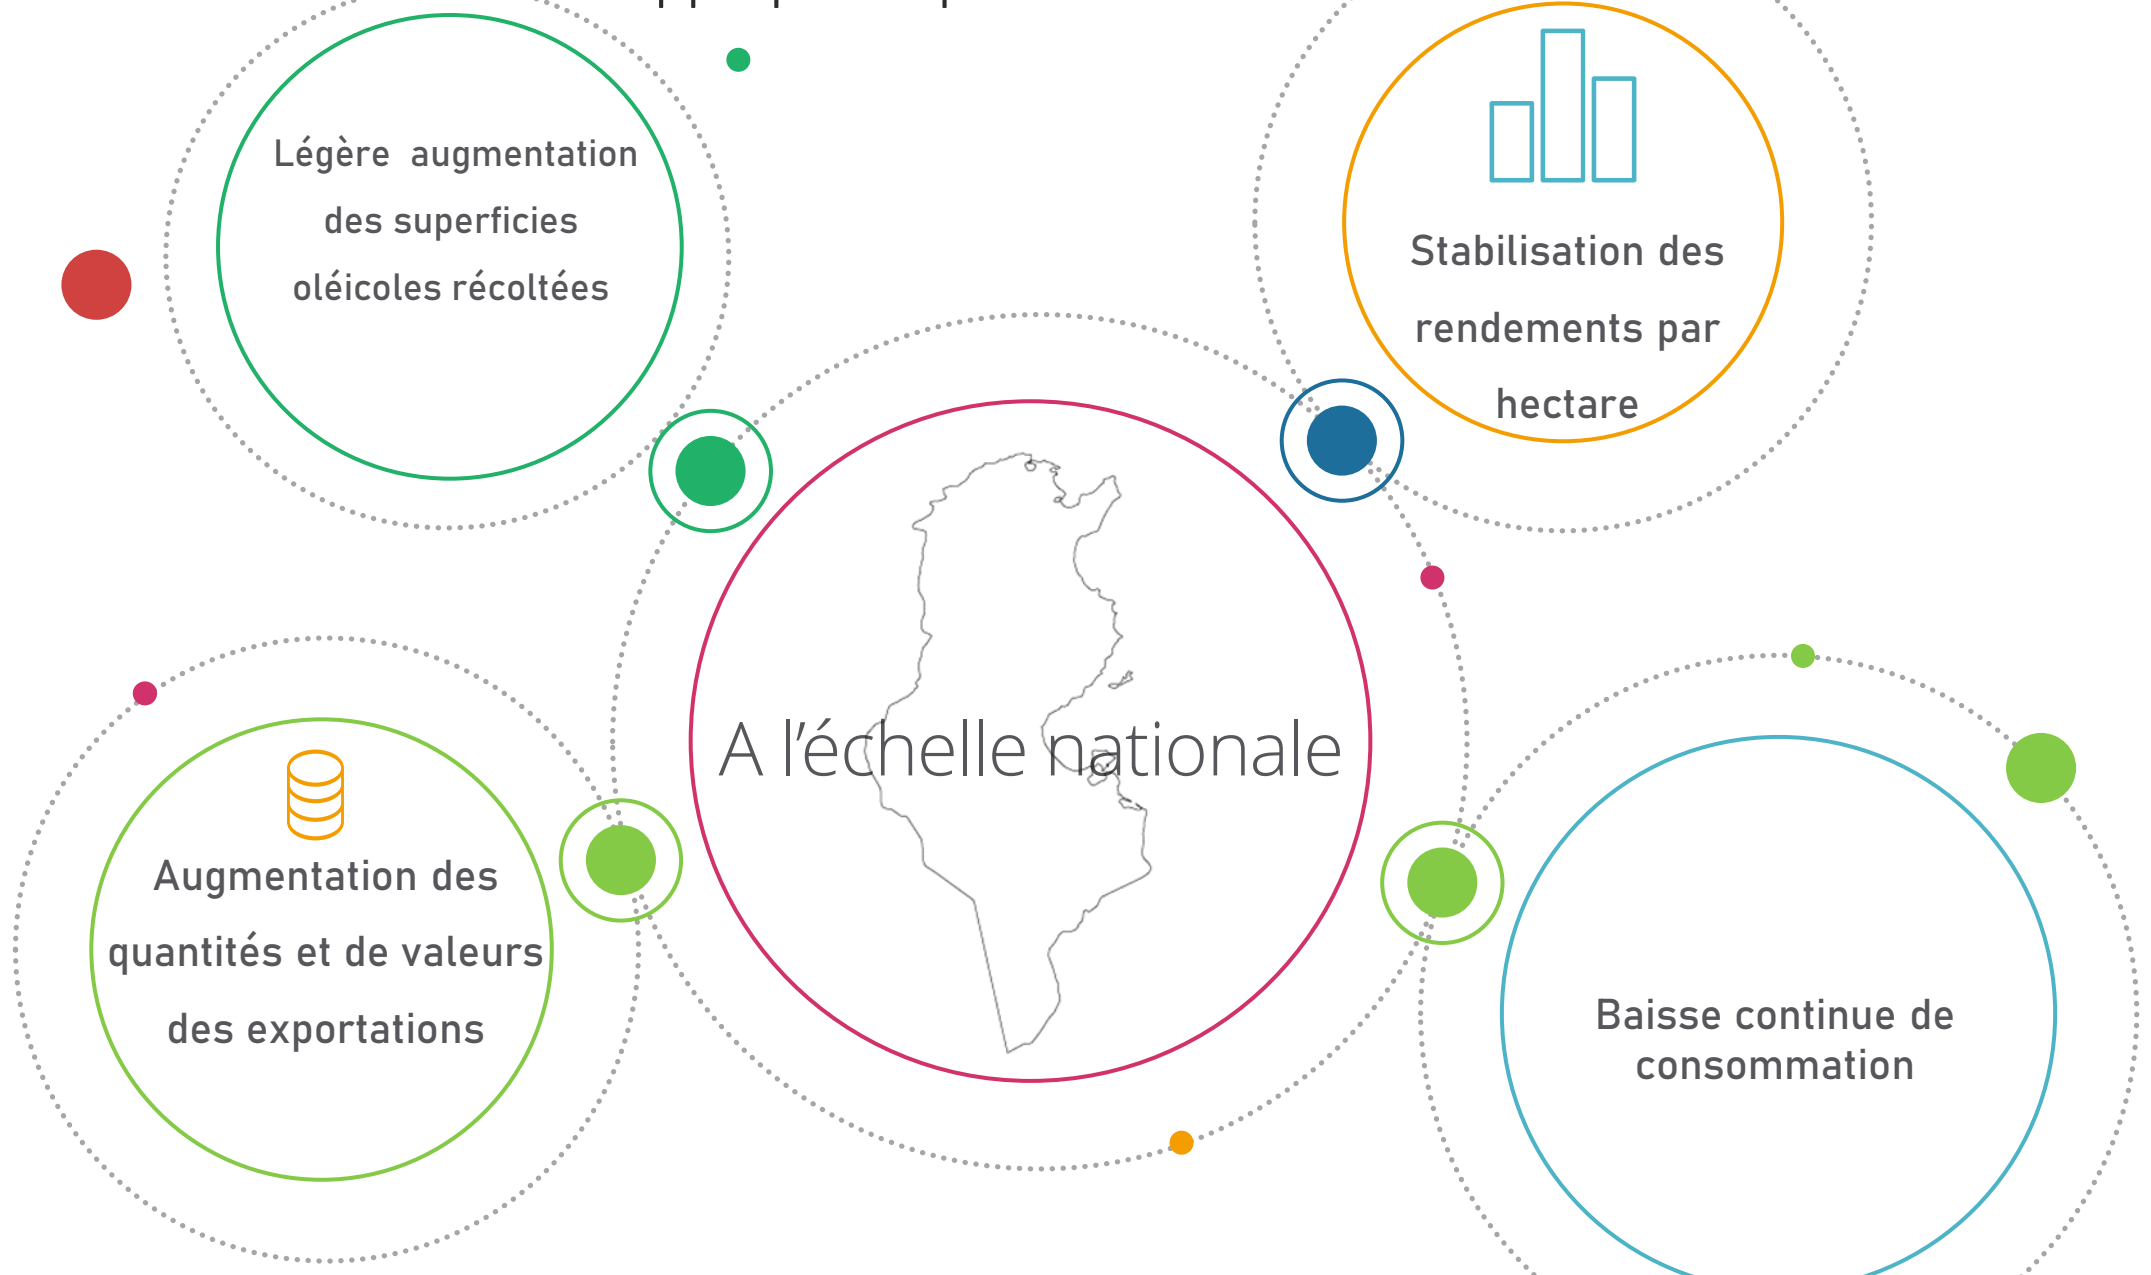 Légère augmentation
des superficies
oléicoles récoltées
Stabilisation des
rendements par
hectare
A l'échelle nationale
Augmentation des
quantités et de valeurs
des exportations
Baisse continue de
consommation